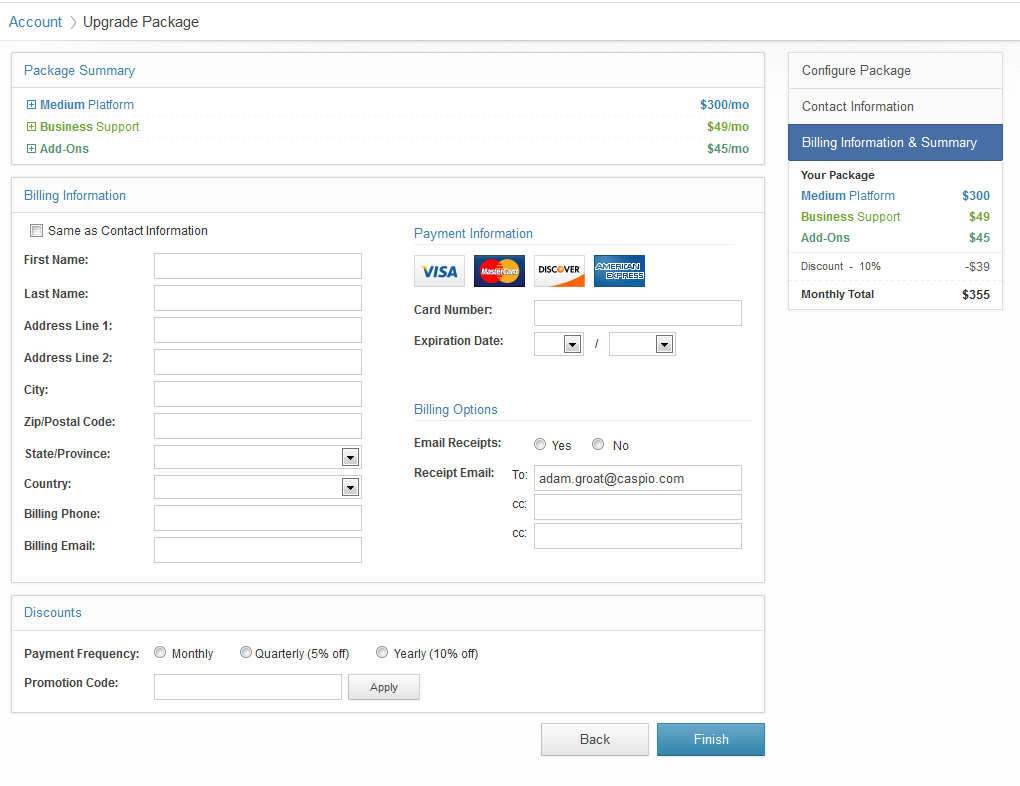 Account > Upgrade Package
Package Summary
Medium Platform $300/mo
Business Support $49/mo
Add-Ons $45/mo
Billing Information
Same as Contact Information
First Name:
Last Name:
Address Line 1:
Address Line 2:
City:
Zip/Postal Code:
State/Province:
Country:
Billing Phone:
Billing Email:
Payment Information
VISA MasterCard DISCOVER AMERICAN EXPRESS
Card Number:
Expiration Date: /
Billing Options
Email Receipts: Yes No
Receipt Email: To: adam.groat@caspio.com
cc:
cc:
Discounts
Payment Frequency: Monthly Quarterly (5% off) Yearly (10% off)
Promotion Code: Apply
Back Finish
Configure Package
Contact Information
Billing Information & Summary
Your Package
Medium Platform $300
Business Support $49
Add-Ons $45
Discount - 10% -$39
Monthly Total $355